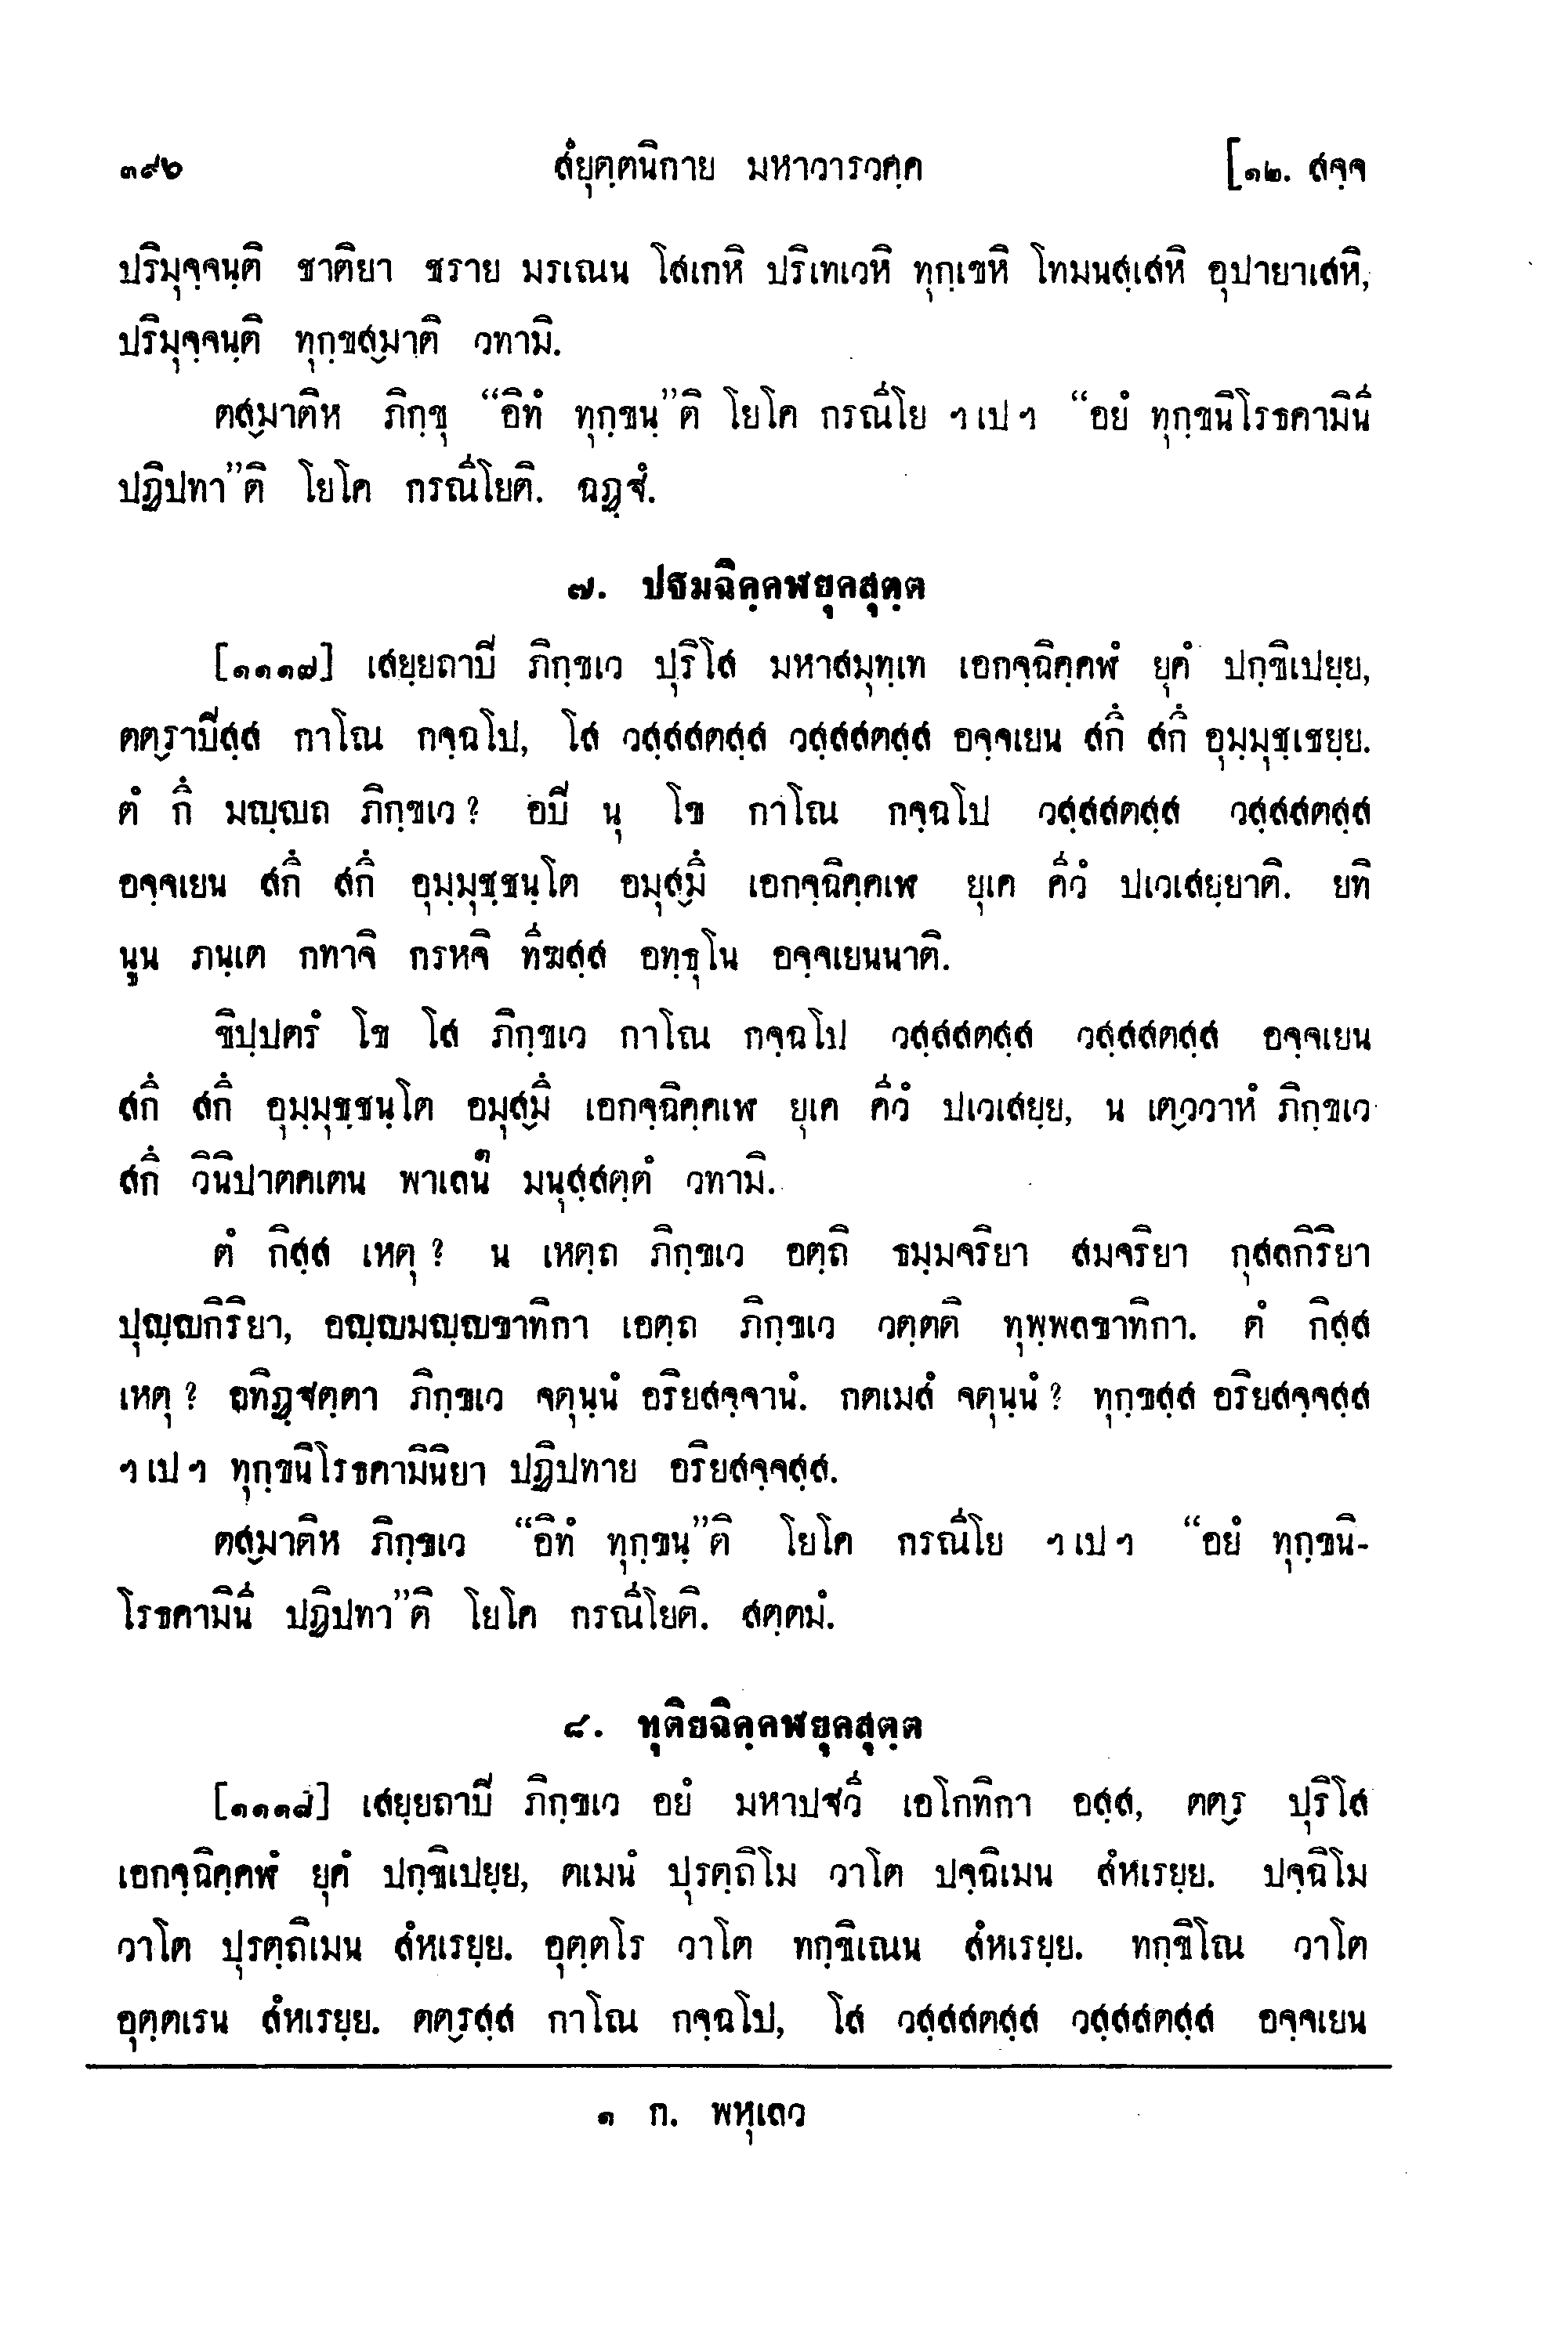 ๓๙๖ สํยุตฺตนิกาย มหาวารวคฺค [๑๒. สจฺจ
ปริมุจฺจนฺติ ชาติยา ชราย มรเณน โสเกหิ ปริเทเวหิ ทุกฺเขหิ โทมนสฺเสหิ อุปายาเสหิ,
ปริมุจฺจนฺติ ทุกฺขสฺมาติ วทามิ.
ตสฺมาติห ภิกฺขุ “อิทํ ทุกฺขนฺ”ติ โยโค กรณีโย ฯเปฯ “อยํ ทุกฺขนิโรธคามินี
ปฏิปทา”ติ โยโค กรณีโยติ. ฉฏฺฐํ.
๗. ปฐมฉิคฺคฬยุคสุตฺต
[๑๑๑๗] เสยฺยถาปิ ภิกฺขเว ปุริโส มหาสมุทฺเท เอกจฺฉิคฺคฬํ ยุคํ ปกฺขิเปยฺย,
ตตฺราปิสฺส กาโณ กจฺฉโป, โส วสฺสสตสฺส วสฺสสตสฺส อจฺจเยน สกึ สกึ อุมฺมุชฺเชยฺย.
ตํ กึ มญฺญถ ภิกฺขเว? อปิ นุ โข กาโณ กจฺฉโป วสฺสสตสฺส วสฺสสตสฺส
อจฺจเยน สกึ สกึ อุมฺมุชฺชนฺโต อมุสฺมึ เอกจฺฉิคฺคเฬ ยุเค คีวํ ปเวเสยฺยาติ. ยทิ
นูน ภนฺเต กทาจิ กรหจิ ทีฆสฺส อทฺธุโน อจฺจเยนนาติ.
ขิปฺปตรํ โข โส ภิกฺขเว กาโณ กจฺฉโป วสฺสสตสฺส วสฺสสตสฺส อจฺจเยน
สกึ สกึ อุมฺมุชฺชนฺโต อมุสฺมึ เอกจฺฉิคฺคเฬ ยุเค คีวํ ปเวเสยฺย, น เตฺววาหํ ภิกฺขเว
สกึ วินิปาตคเตน พาเลน๑ มนุสฺสตฺตํ วทามิ.
ตํ กิสฺส เหตุ? น เหตฺถ ภิกฺขเว อตฺถิ ธมฺมจริยา สมจริยา กุสลกิริยา
ปุญฺญกิริยา, อญฺญมญฺญขาทิกา เอตฺถ ภิกฺขเว วตฺตติ ทุพฺพลขาทิกา. ตํ กิสฺส
เหตุ? อทิฏฺฐตฺตา ภิกฺขเว จตุนฺนํ อริยสจฺจานํ. กตเมสํ จตุนฺนํ? ทุกฺขสฺส อริยสจฺจสฺส
ฯเปฯ ทุกฺขนิโรธคามินิยา ปฏิปทาย อริยสจฺจสฺส.
ตสฺมาติห ภิกฺขเว “อิทํ ทุกฺขนฺ”ติ โยโค กรณีโย ฯเปฯ “อยํ ทุกฺขนิ-
โรธคามินี ปฏิปทา”ติ โยโค กรณีโยติ. สตฺตมํ.
๘. ทุติยฉิคฺคฬยุคสุตฺต
[๑๑๑๘] เสยฺยถาปิ ภิกฺขเว อยํ มหาปฐวี เอโกทิกา อสฺส, ตตฺร ปุริโส
เอกจฺฉิคฺคฬํ ยุคํ ปกฺขิเปยฺย, ตเมนํ ปุรตฺถิโม วาโต ปจฺฉิเมน สํหเรยฺย. ปจฺฉิโม
วาโต ปุรตฺถิเมน สํหเรยฺย. อุตฺตโร วาโต ทกฺขิเณน สํหเรยฺย. ทกฺขิโณ วาโต
อุตฺตเรน สํหเรยฺย. ตตฺรสฺส กาโณ กจฺฉโป, โส วสฺสสตสฺส วสฺสสตสฺส อจฺจเยน
๑ ก. พหุเลว